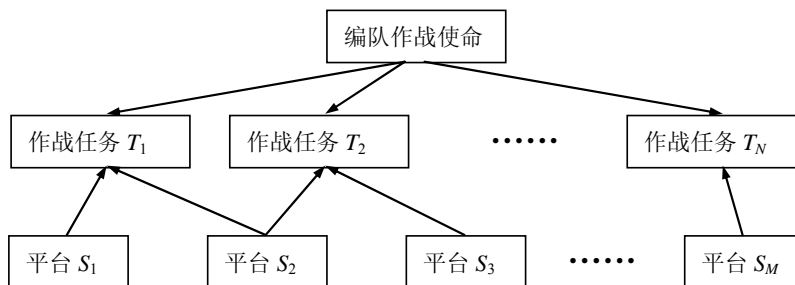 编队作战使命
作战任务 T1 作战任务 T2 …… 作战任务 TN
平台 S1 平台 S2 平台 S3 …… 平台 SM